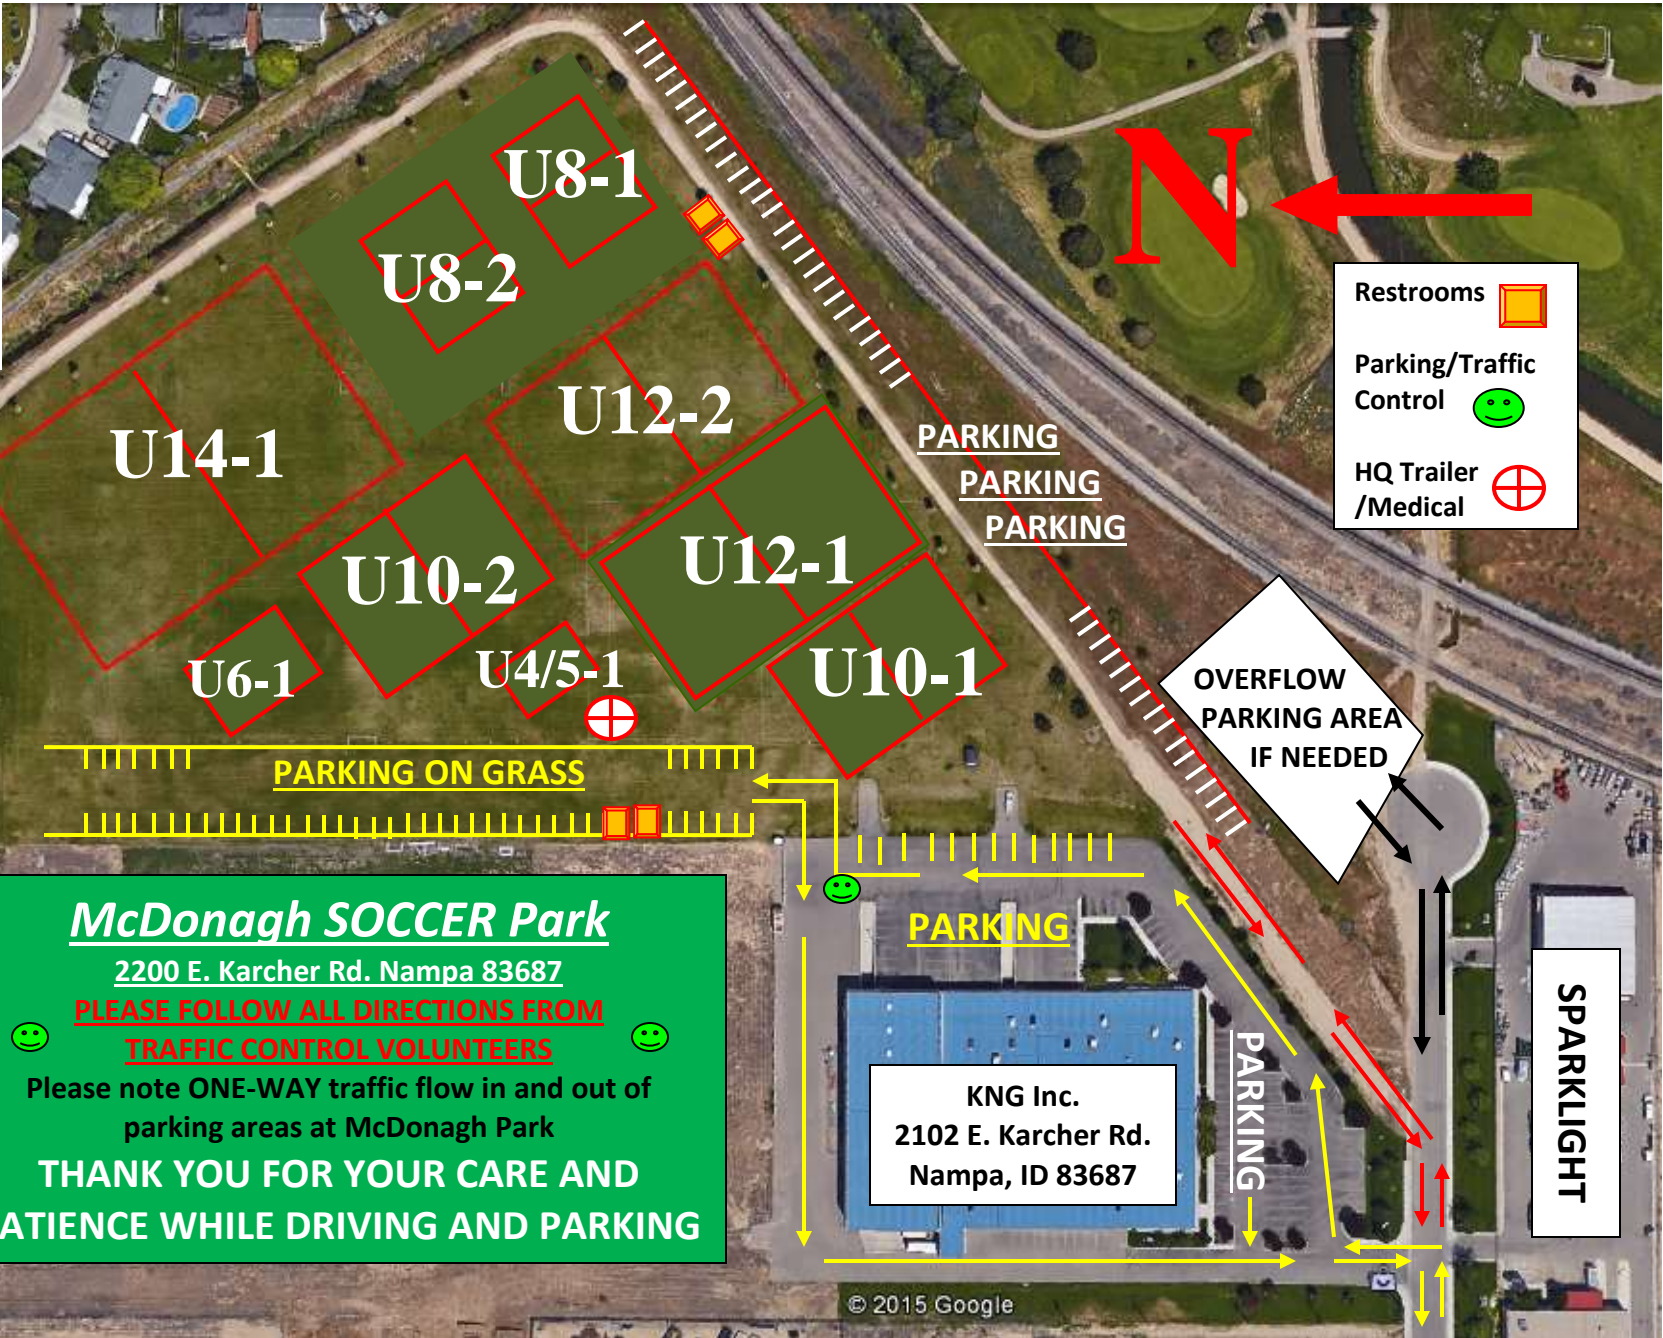 U8-1
N
U8-2
Restrooms
Parking/Traffic
Control
HQ Trailer
/Medical
U14-1
U12-2
PARKING
PARKING
PARKING
U12-1
U10-2
U10-1
U6-1
U4/5-1
OVERFLOW
PARKING AREA
IF NEEDED
PARKING ON GRASS
PARKING
McDonagh SOCCER Park
2200 E. Karcher Rd. Nampa 83687
PLEASE FOLLOW ALL DIRECTIONS FROM
TRAFFIC CONTROL VOLUNTEERS
Please note ONE-WAY traffic flow in and out of
parking areas at McDonagh Park
THANK YOU FOR YOUR CARE AND
ATIENCE WHILE DRIVING AND PARKING
KNG Inc.
2102 E. Karcher Rd.
Nampa, ID 83687
PARKING
SPARKLIGHT
© 2015 Google